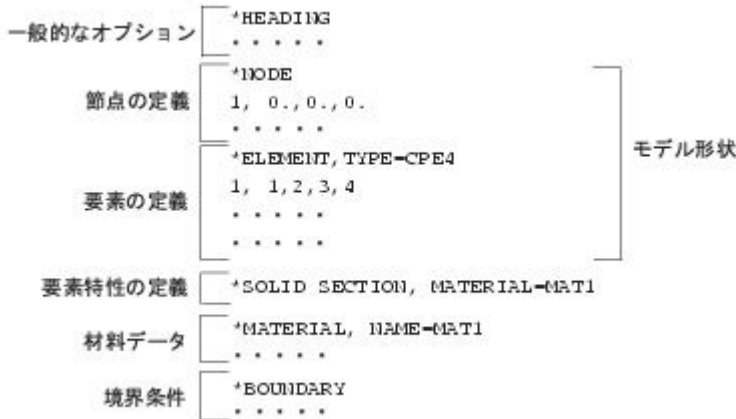 一般的なオプション
*HEADING
・・・・・
節点の定義
*NODE
1, 0.,0.,0.
・・・・・
要素の定義
*ELEMENT,TYPE=CPE4
1, 1,2,3,4
・・・・・
・・・・・
モデル形状
要素特性の定義
*SOLID SECTION, MATERIAL=MAT1
材料データ
*MATERIAL, NAME=MAT1
・・・・・
境界条件
*BOUNDARY
・・・・・